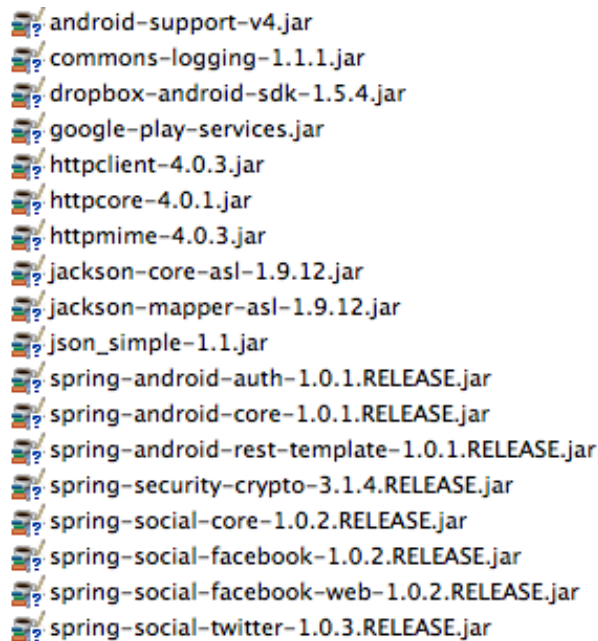 android-support-v4.jar
commons-logging-1.1.1.jar
dropbox-android-sdk-1.5.4.jar
google-play-services.jar
httpclient-4.0.3.jar
httpcore-4.0.1.jar
httpmime-4.0.3.jar
jackson-core-asl-1.9.12.jar
jackson-mapper-asl-1.9.12.jar
json_simple-1.1.jar
spring-android-auth-1.0.1.RELEASE.jar
spring-android-core-1.0.1.RELEASE.jar
spring-android-rest-template-1.0.1.RELEASE.jar
spring-security-crypto-3.1.4.RELEASE.jar
spring-social-core-1.0.2.RELEASE.jar
spring-social-facebook-1.0.2.RELEASE.jar
spring-social-facebook-web-1.0.2.RELEASE.jar
spring-social-twitter-1.0.3.RELEASE.jar